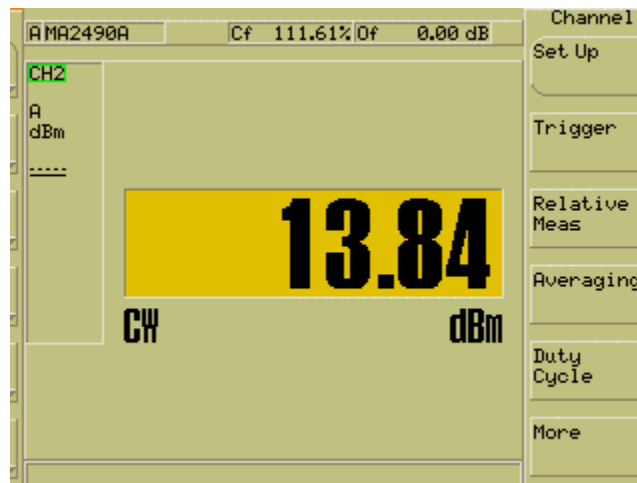 A MA2490A Cf 111.61% Of 0.00 dB
CH2
A
dBm
-----
13.84
CW dBm
Channel
Set Up
Trigger
Relative
Meas
Averaging
Duty
Cycle
More